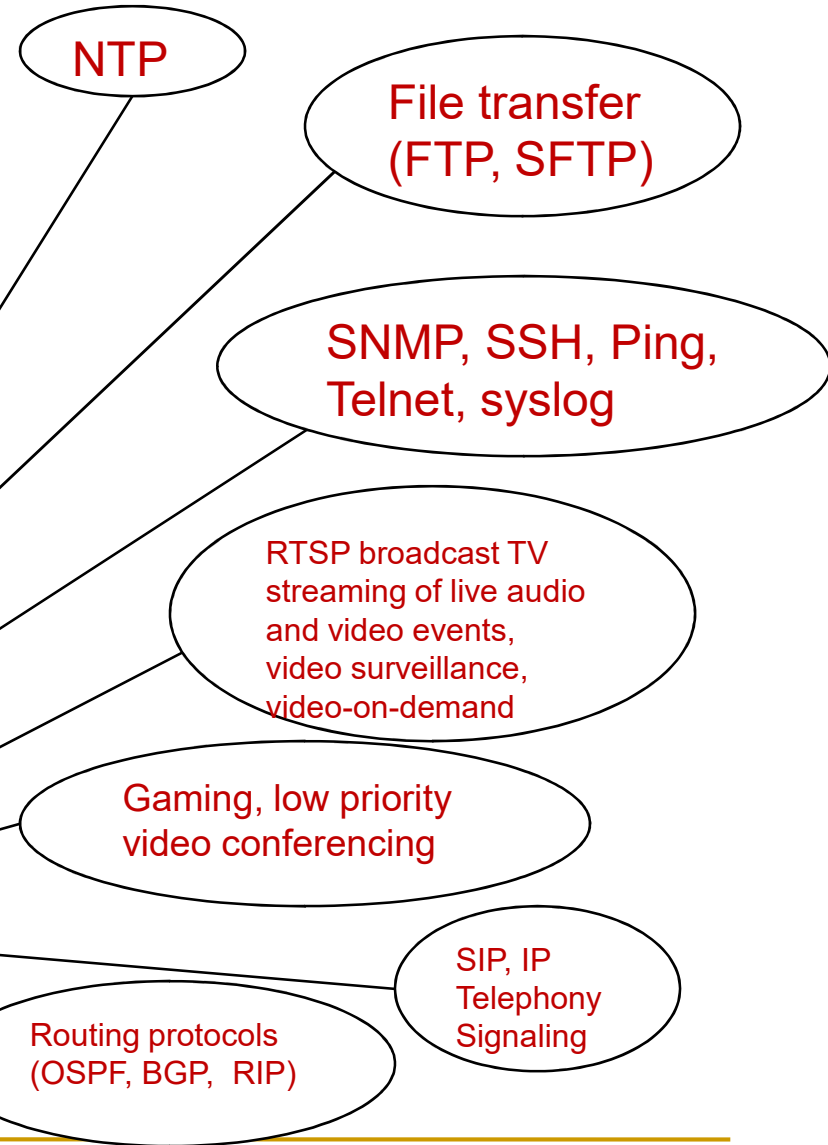 NTP
File transfer
(FTP, SFTP)
SNMP, SSH, Ping,
Telnet, syslog
RTSP broadcast TV
streaming of live audio
and video events,
video surveillance,
video-on-demand
Gaming, low priority
video conferencing
SIP, IP
Telephony
Signaling
Routing protocols
(OSPF, BGP, RIP)